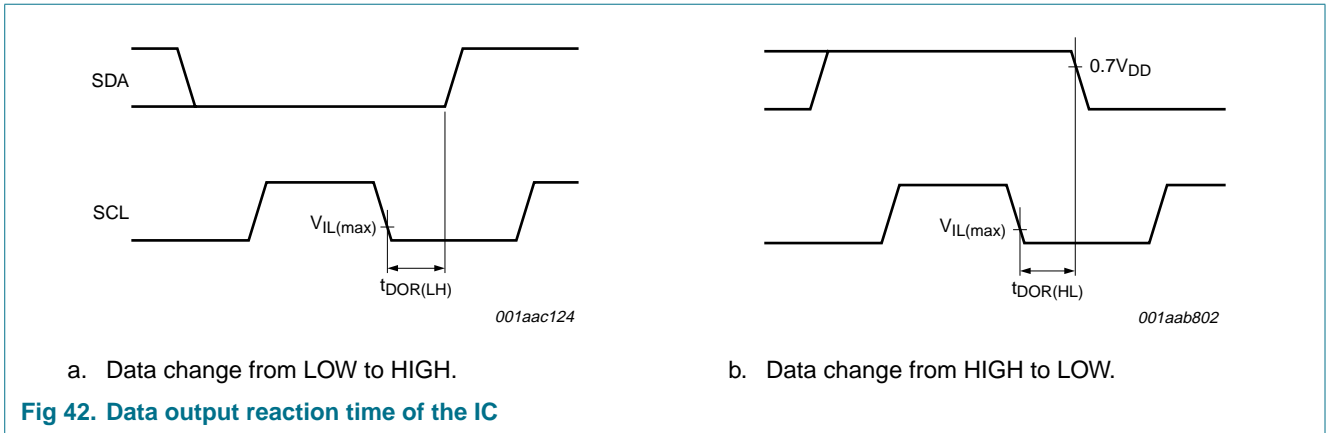 SDA
SCL
VIL(max)
tDOR(LH)
001aac124
a. Data change from LOW to HIGH.
0.7VDD
VIL(max)
tDOR(HL)
001aab802
b. Data change from HIGH to LOW.
Fig 42. Data output reaction time of the IC